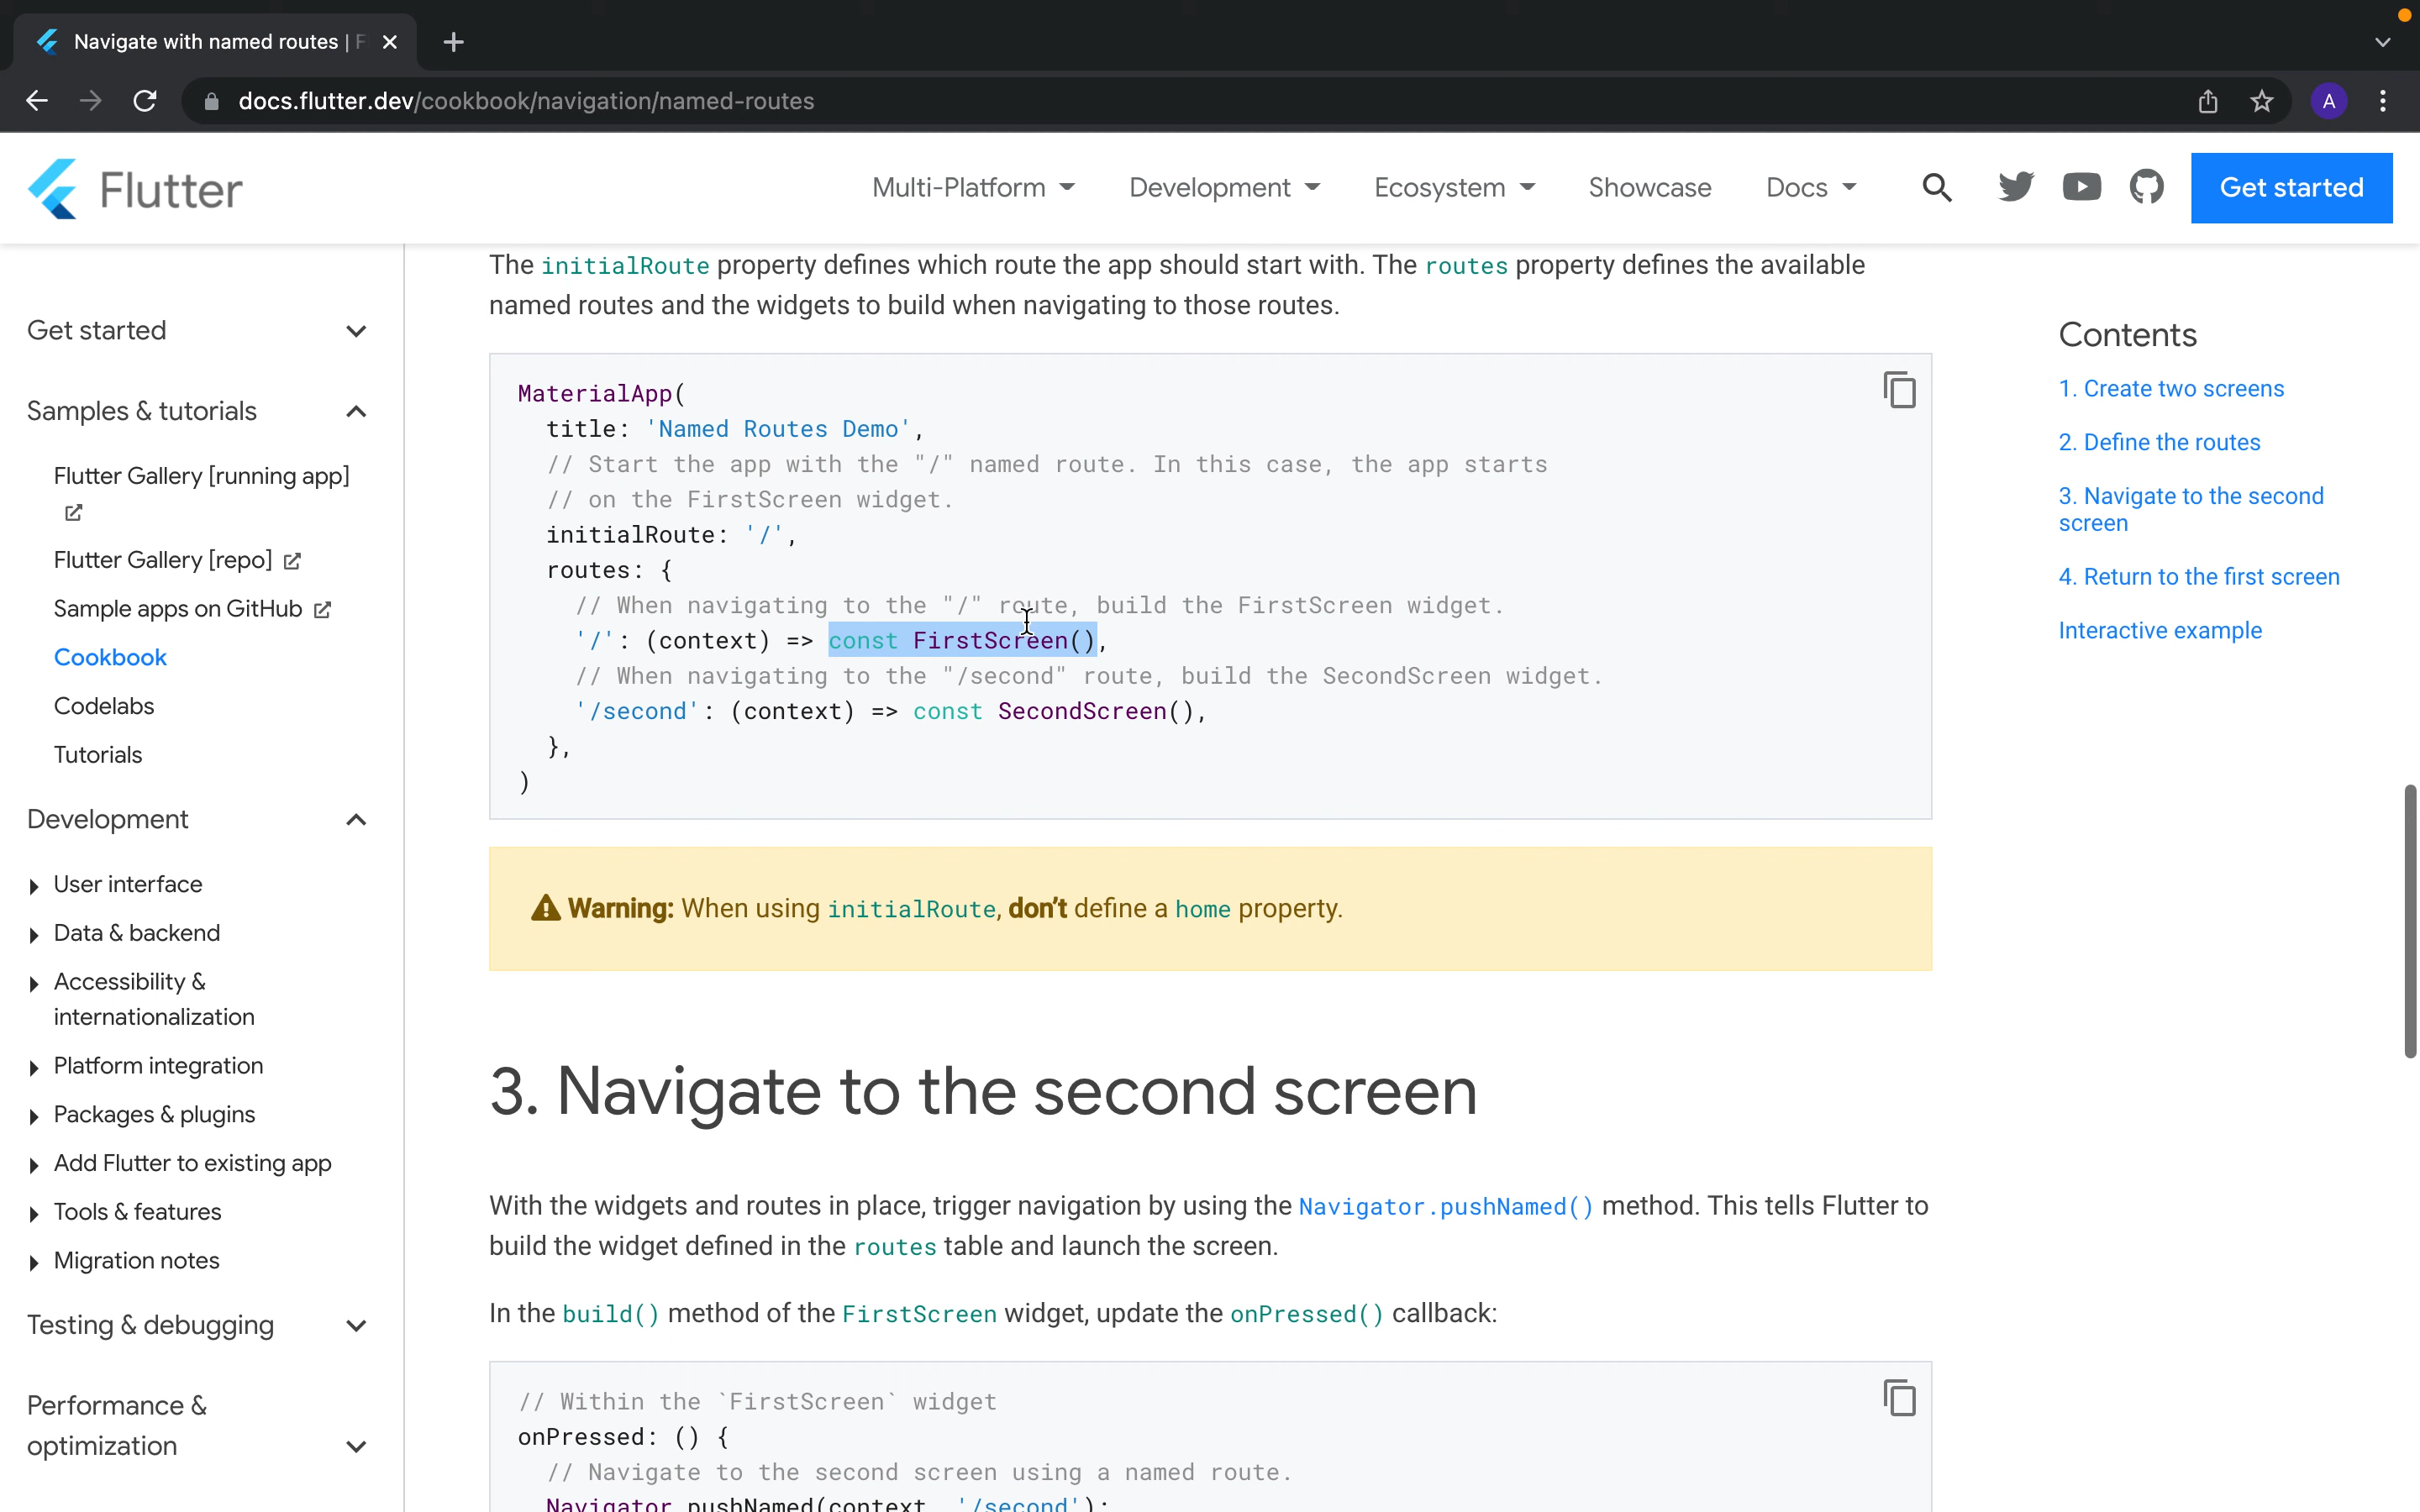 Navigate with named routes | F
docs.flutter.dev/cookbook/navigation/named-routes
A
Flutter
Multi-Platform
Development
Ecosystem
Showcase
Docs
Get started
Get started
Samples & tutorials
Flutter Gallery [running app]
Flutter Gallery [repo]
Sample apps on GitHub
Cookbook
Codelabs
Tutorials
Development
User interface
Data & backend
Accessibility &
internationalization
Platform integration
Packages & plugins
Add Flutter to existing app
Tools & features
Migration notes
Testing & debugging
Performance &
optimization
The initialRoute property defines which route the app should start with. The routes property defines the available
named routes and the widgets to build when navigating to those routes.
MaterialApp(
title: 'Named Routes Demo',
// Start the app with the "/" named route. In this case, the app starts
// on the FirstScreen widget.
initialRoute: '/',
routes: {
// When navigating to the "/" route, build the FirstScreen widget.
'/': (context) => const FirstScreen(),
// When navigating to the "/second" route, build the SecondScreen widget.
'/second': (context) => const SecondScreen(),
},
)
Warning: When using initialRoute, don't define a home property.
3. Navigate to the second screen
With the widgets and routes in place, trigger navigation by using the Navigator.pushNamed() method. This tells Flutter to
build the widget defined in the routes table and launch the screen.
In the build() method of the FirstScreen widget, update the onPressed() callback:
// Within the `FirstScreen` widget
onPressed: () {
// Navigate to the second screen using a named route.
Navigator.pushNamed(context, '/second');
Contents
1. Create two screens
2. Define the routes
3. Navigate to the second
screen
4. Return to the first screen
Interactive example